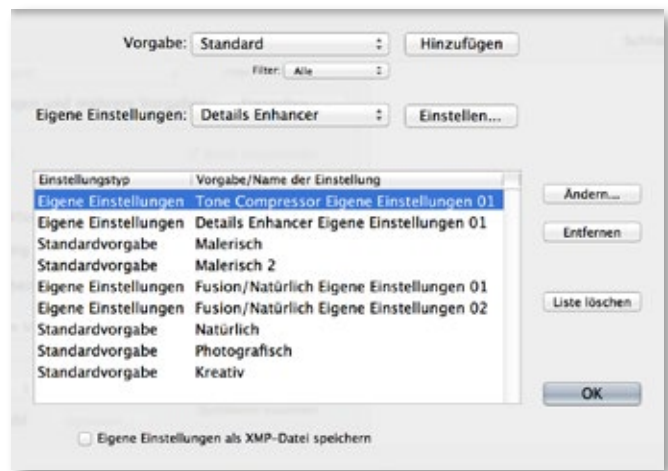 Vorgabe: Standard Hinzufügen
Filter: Alle
Eigene Einstellungen: Details Enhancer Einstellen...
Einstellungstyp Vorgabe/Name der Einstellung
Eigene Einstellungen Tone Compressor Eigene Einstellungen 01
Eigene Einstellungen Details Enhancer Eigene Einstellungen 01
Standardvorgabe Malerisch
Standardvorgabe Malerisch 2
Eigene Einstellungen Fusion/Natürlich Eigene Einstellungen 01
Eigene Einstellungen Fusion/Natürlich Eigene Einstellungen 02
Standardvorgabe Natürlich
Standardvorgabe Photografisch
Standardvorgabe Kreativ
Ändern...
Entfernen
Liste löschen
OK
Eigene Einstellungen als XMP-Datei speichern